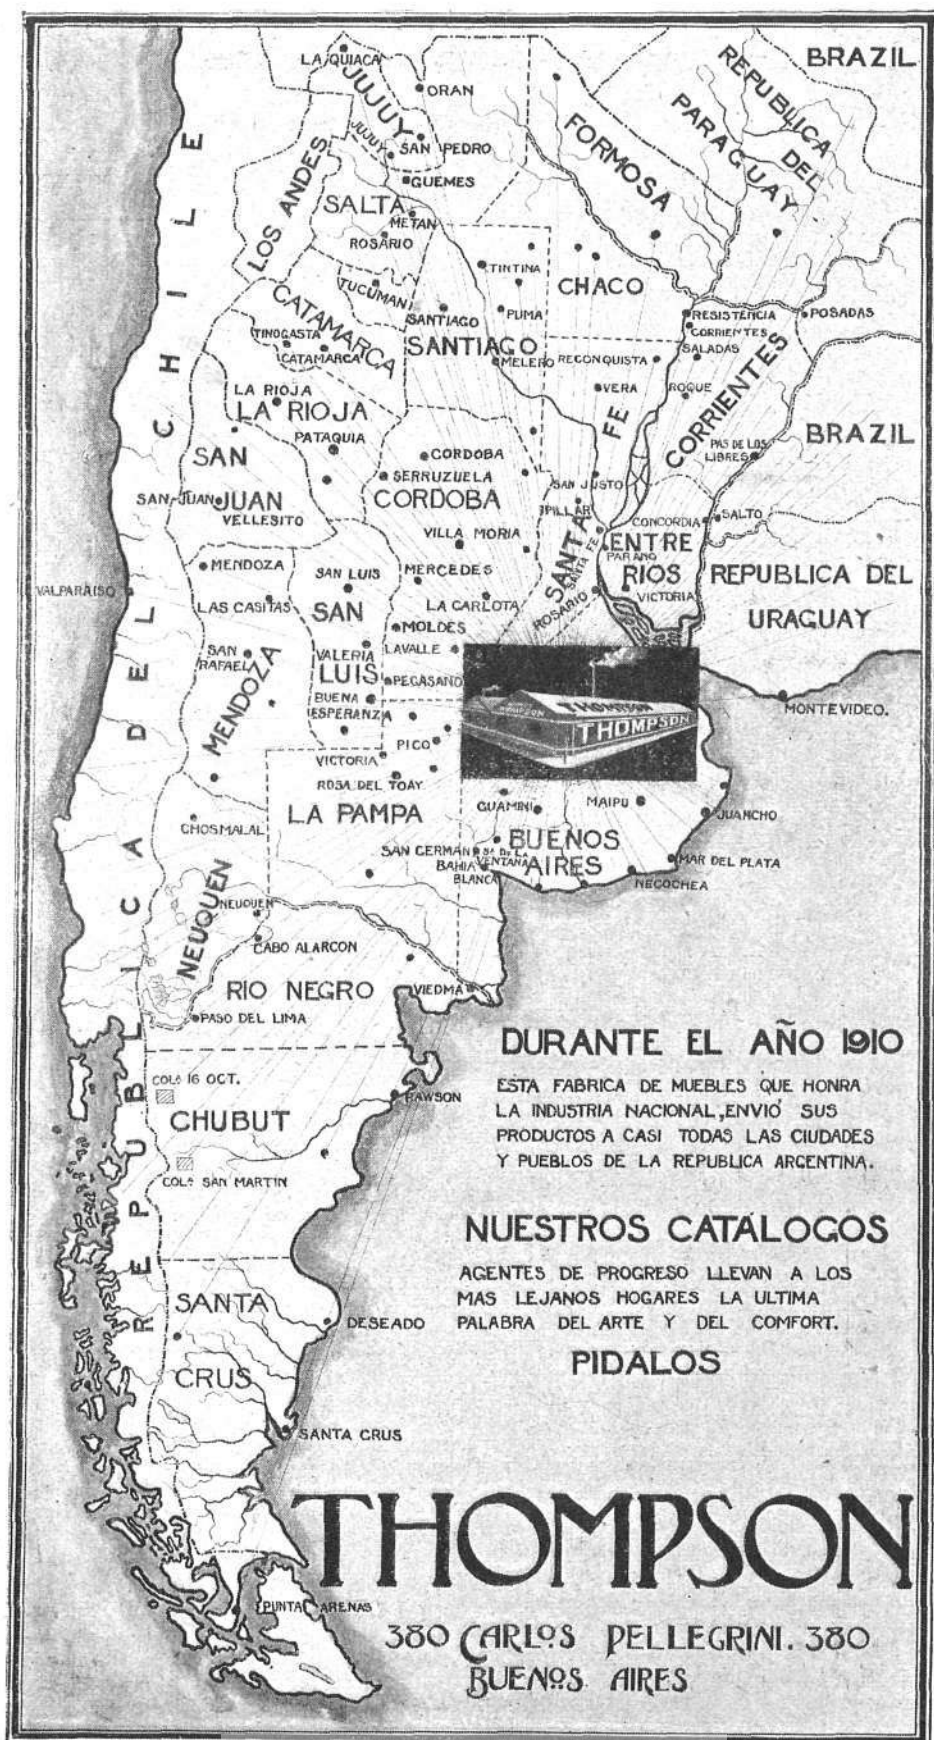 LA QUIACA
JUJUY
ORAN
JUJUY
SAN PEDRO
GUEMES
BRAZIL
REPUBLICA DEL
PARAGUAY
FORMOSA
LOS ANDES
SALTA
METAN
ROSARIO
TINTINA
CHACO
TUCUMAN
CATAMARCA
SANTIAGO
PUMA
RESISTENCIA
POSADAS
CORRIENTES
SANTIAGO
MELERO
RECONQUISTA
SALADAS
TINOGASTA
CATAMARCA
VERA
ROQUE
CORRIENTES
LA RIOJA
LA RIOJA
PATAQUIA
FE
SANTA
BRAZIL
SAN
JUAN
CORDOBA
SERRUZUELA
CORDOBA
PAS DE LOS
LIBRES
SAN JUAN
VELLESITO
SAN JUSTO
PILLAR
VILLA MORIA
CONCORDIA
SALTO
ENTRE
RIOS
PARANO
SANTA FE
VICTORIA
ROSARIO
REPUBLICA DEL
URAGUAY
MENDOZA
SAN LUIS
MERCEDES
VALPARAISO
LAS CASITAS
SAN
LUIS
LA CARLOTA
MOLDES
SAN
RAFAEL
VALERIA
LAVALLE
MENDOZA
PEGASANO
BUENA
ESPERANZA
THOMPSON
THOMPSON
THOMPSON
MONTEVIDEO.
PICO
VICTORIA
ROSA DEL TOAY
LA PAMPA
GUAMINI
MAIPU
JUANCHO
CHOSMALAL
BUENOS
AIRES
SAN GERMAN
SA DE LA
VENTANA
BAHIA
BLANCA
MAR DEL PLATA
NECOCHEA
NEUQUEN
NEUQUEN
CABO ALARCON
RIO NEGRO
VIEDMA
PASO DEL LIMA
REPUBLICA DEL CHILE
COLA 16 OCT.
CHUBUT
RAWSON
COLA SAN MARTIN
SANTA
CRUS
DESEADO
SANTA CRUS
PUNTA ARENAS
DURANTE EL AÑO 1910
ESTA FABRICA DE MUEBLES QUE HONRA
LA INDUSTRIA NACIONAL, ENVIÓ SUS
PRODUCTOS A CASI TODAS LAS CIUDADES
Y PUEBLOS DE LA REPUBLICA ARGENTINA.
NUESTROS CATÁLOGOS
AGENTES DE PROGRESO LLEVAN A LOS
MAS LEJANOS HOGARES LA ULTIMA
PALABRA DEL ARTE Y DEL COMFORT.
PIDALOS
THOMPSON
380 CARLOS PELLEGRINI. 380
BUENOS AIRES